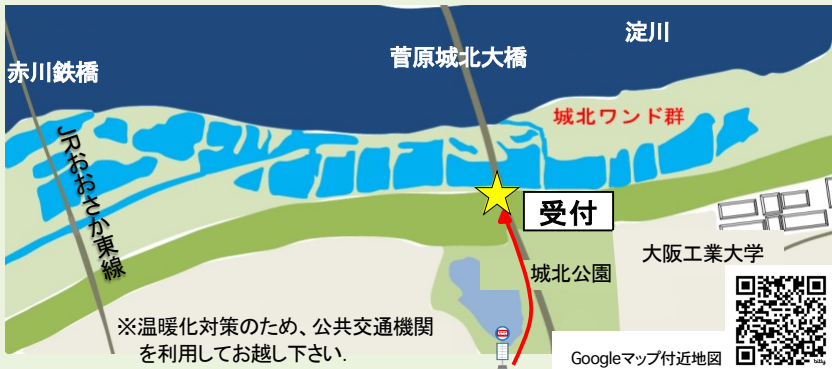 淀川
菅原城北大橋
赤川鉄橋
城北ワンド群
JRおおさか東線
受付
大阪工業大学
城北公園
※温暖化対策のため、公共交通機関
を利用してお越し下さい.
Googleマップ付近地図